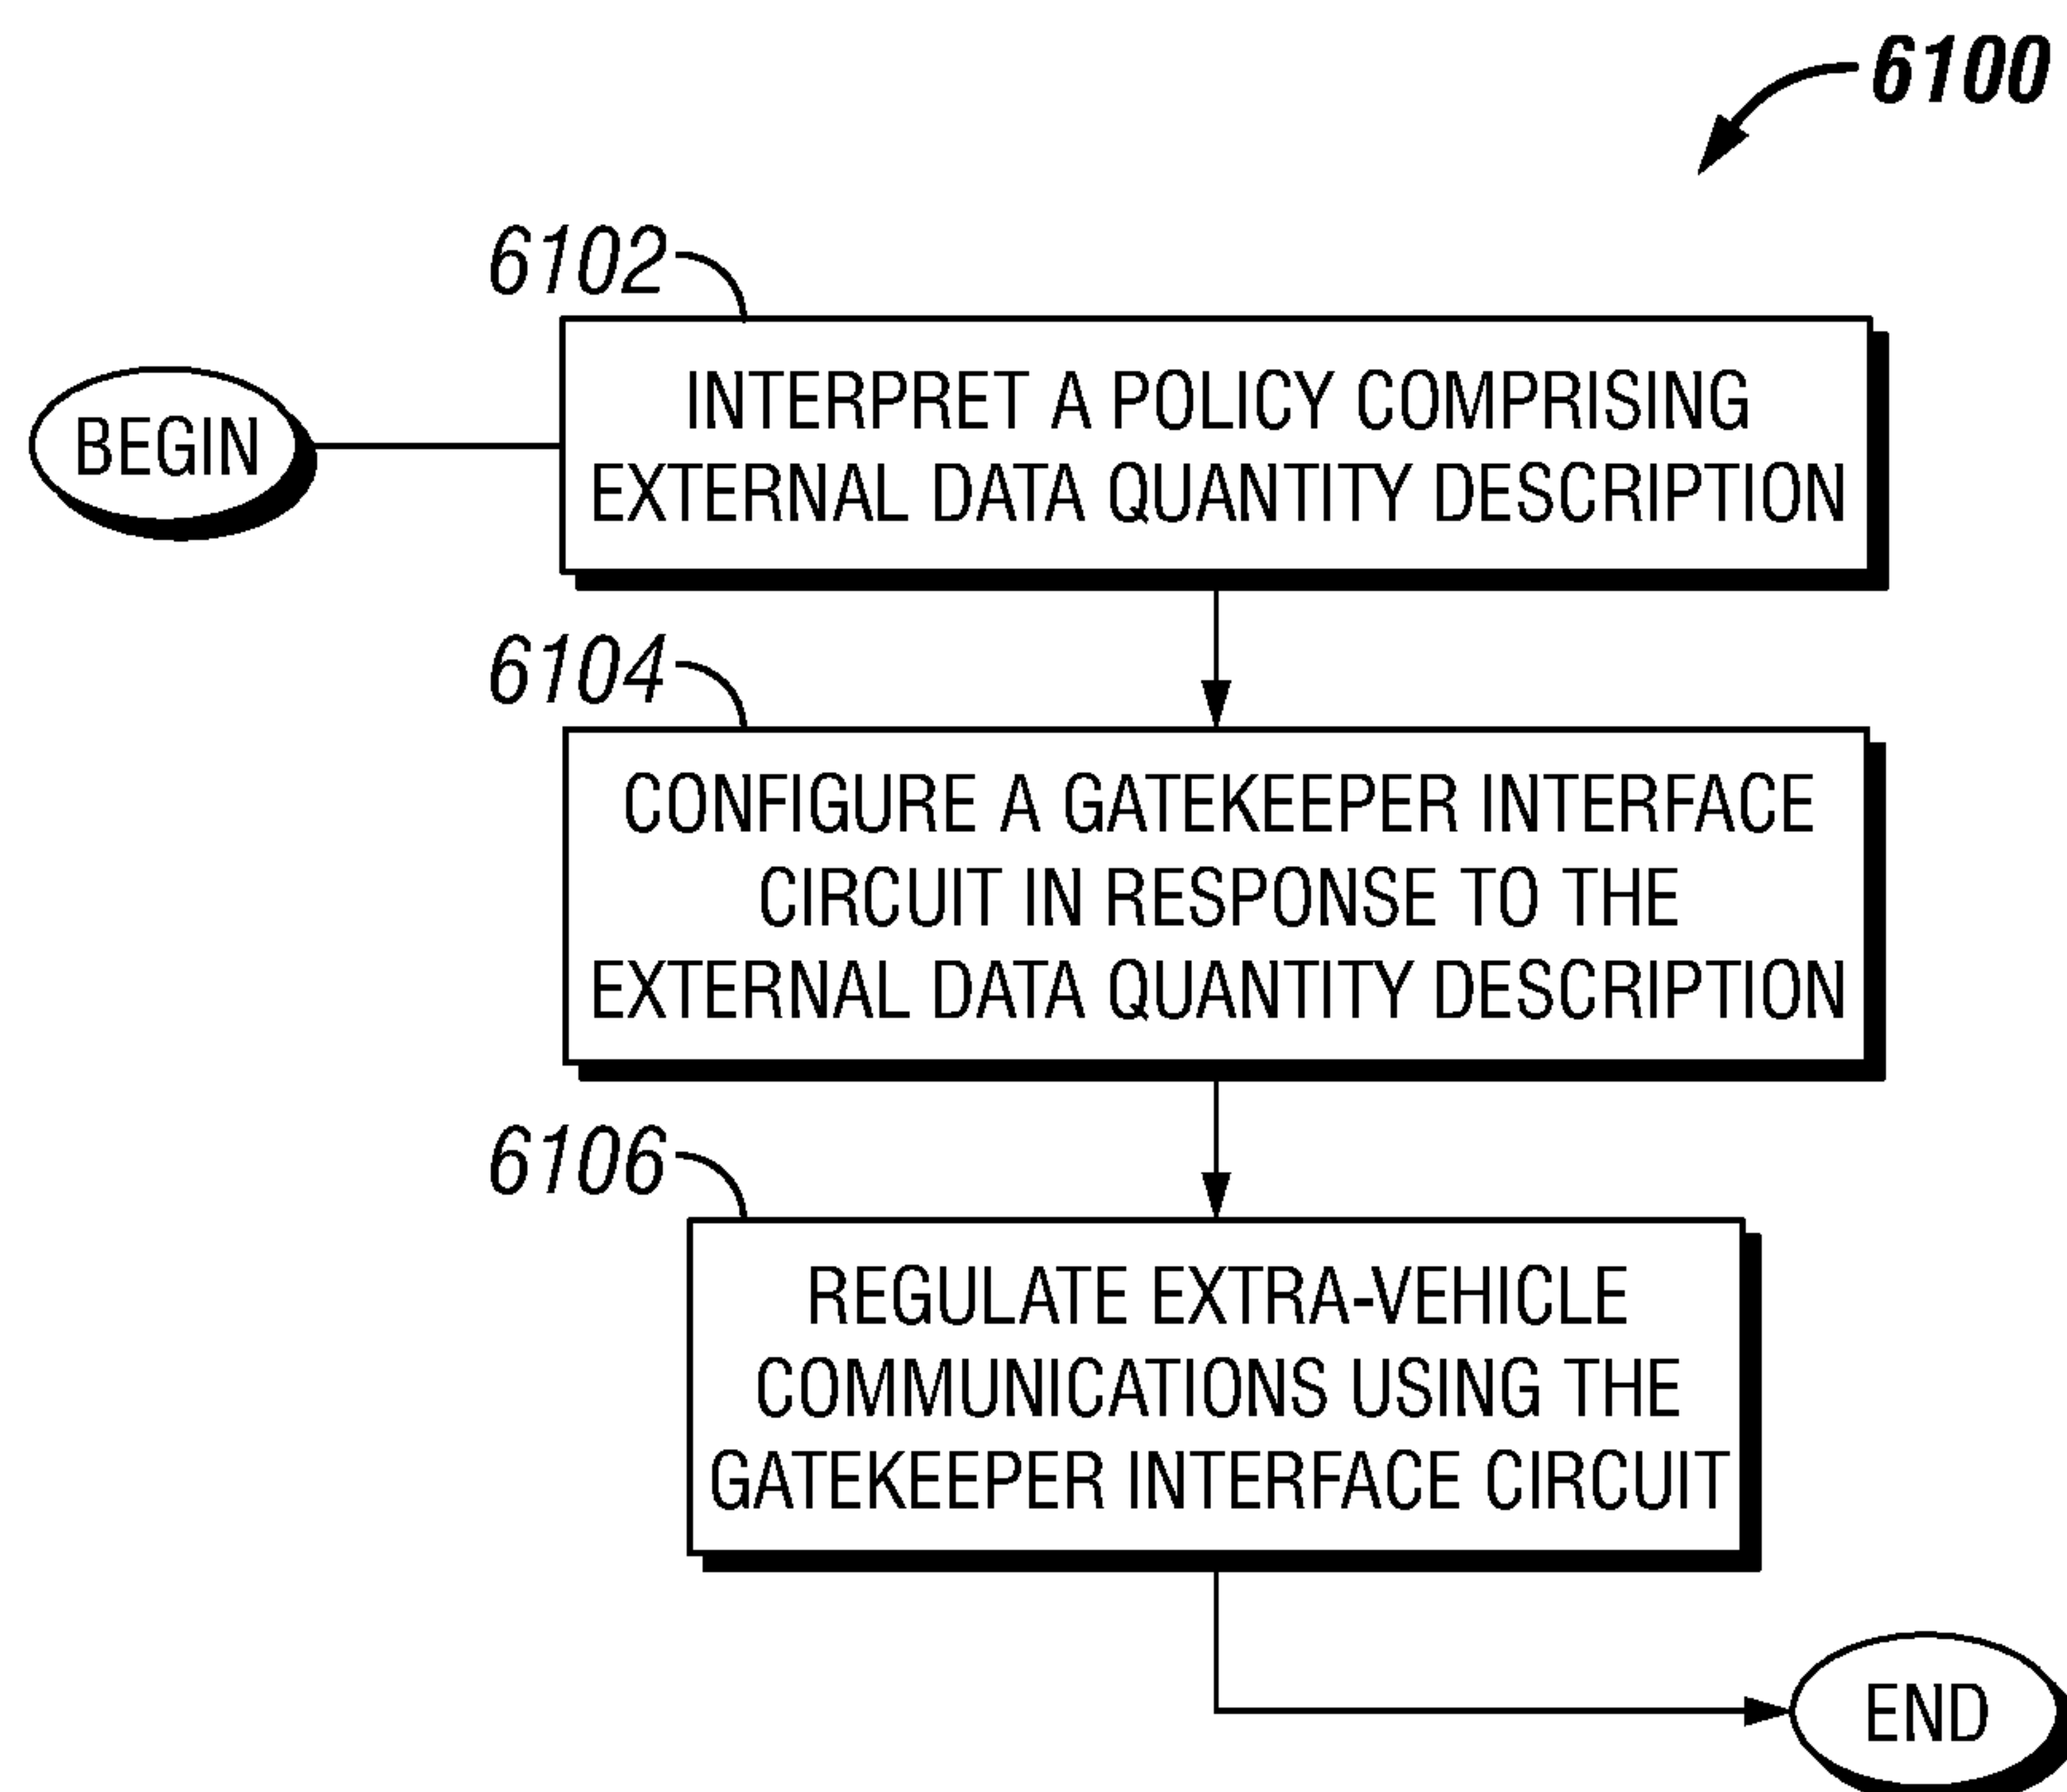 6100
6102
BEGIN
INTERPRET A POLICY COMPRISING
EXTERNAL DATA QUANTITY DESCRIPTION
6104
CONFIGURE A GATEKEEPER INTERFACE
CIRCUIT IN RESPONSE TO THE
EXTERNAL DATA QUANTITY DESCRIPTION
6106
REGULATE EXTRA-VEHICLE
COMMUNICATIONS USING THE
GATEKEEPER INTERFACE CIRCUIT
END